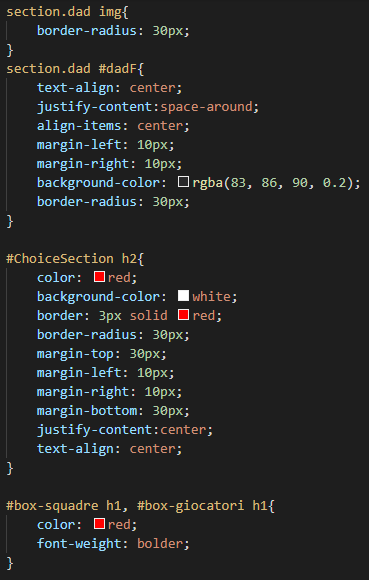 section.dad img{
    border-radius: 30px;
}
section.dad #dadF{
    text-align: center;
    justify-content:space-around;
    align-items: center;
    margin-left: 10px;
    margin-right: 10px;
    background-color: rgba(83, 86, 90, 0.2);
    border-radius: 30px;
}

#ChoiceSection h2{
    color: red;
    background-color: white;
    border: 3px solid red;
    border-radius: 30px;
    margin-top: 30px;
    margin-left: 10px;
    margin-right: 10px;
    margin-bottom: 30px;
    justify-content:center;
    text-align: center;
}

#box-squadre h1, #box-giocatori h1{
    color: red;
    font-weight: bolder;
}